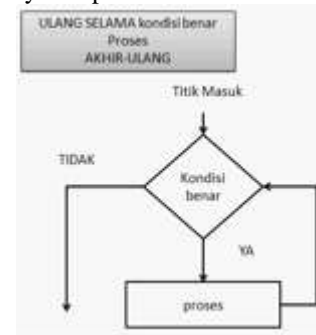 ULANG SELAMA kondisi benar
Proses
AKHIR-ULANG
Titik Masuk
TIDAK
Kondisi
benar
YA
proses